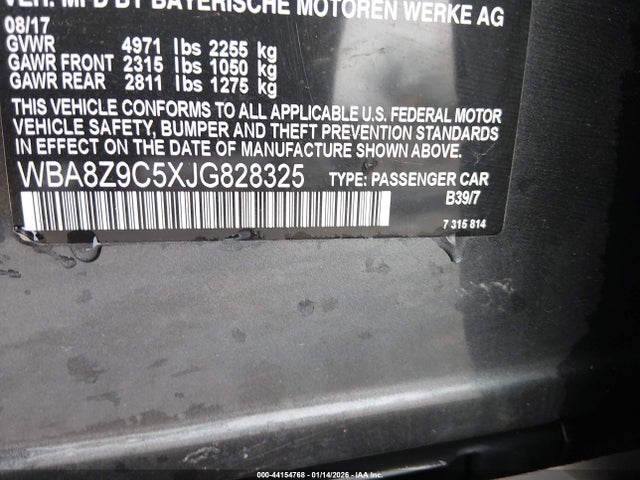 VER: MFD BY BAYERISCHE MOTOREN WERKE AG
08/17
GVWR 4971 lbs 2255 kg
GAWR FRONT 2315 lbs 1050 kg
GAWR REAR 2811 lbs 1275 kg
THIS VEHICLE CONFORMS TO ALL APPLICABLE U.S. FEDERAL MOTOR
VEHICLE SAFETY, BUMPER AND THEFT PREVENTION STANDARDS
IN EFFECT ON THE DATE OF MANUFACTURE SHOWN ABOVE.
WBA8Z9C5XJG828325 TYPE: PASSENGER CAR
B39/7
7 315 814
000-44154768 - 01/14/2026 - IAA Inc.